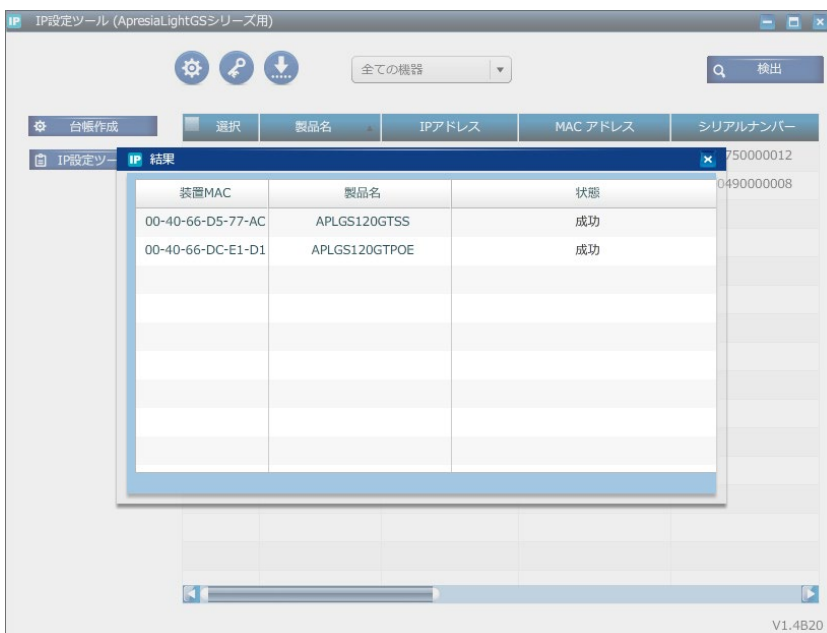 IP IP設定ツール (ApresiaLightGSシリーズ用)
全ての機器
検出
台帳作成
選択 製品名 IPアドレス MAC アドレス シリアルナンバー
IP設定ツー
IP 結果
750000012
0490000008
装置MAC 製品名 状態
00-40-66-D5-77-AC APLGS120GTSS 成功
00-40-66-DC-E1-D1 APLGS120GTPOE 成功
V1.4B20